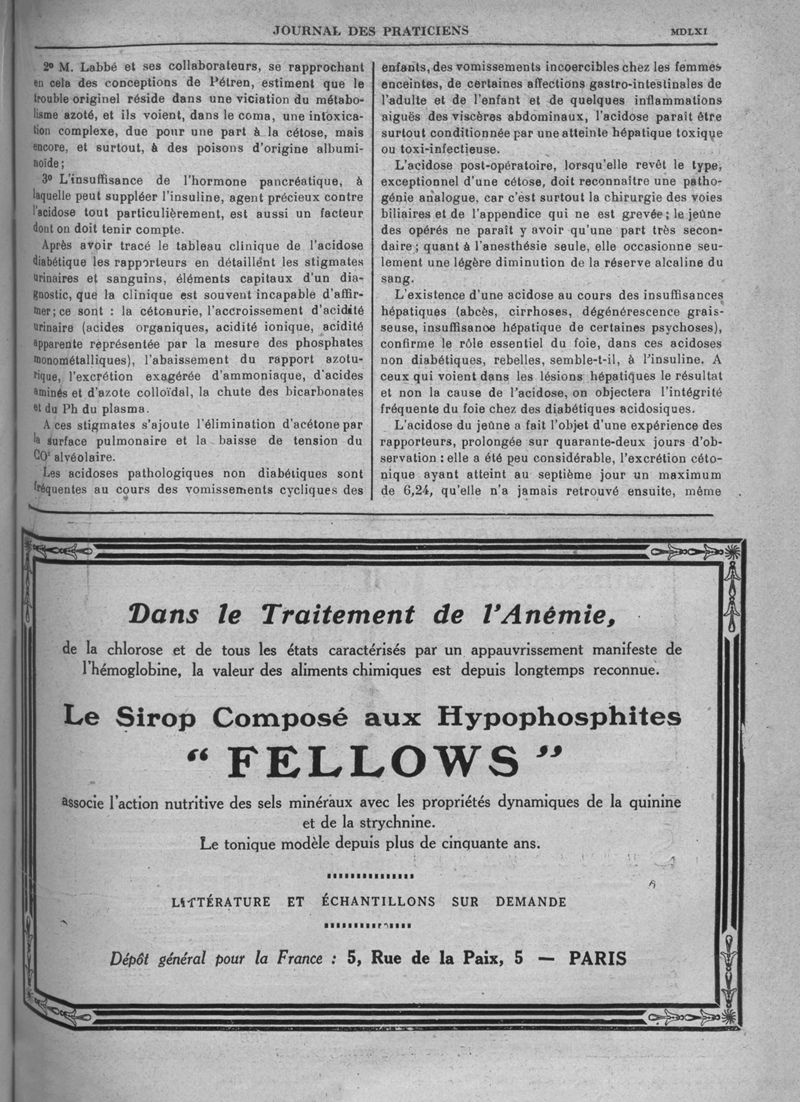 JOURNAL DES PRATICIENS
MDLXI
2º M. Labbé et ses collaborateurs, se rapprochant
en cela des conceptions de Pétren, estiment que le
trouble originel réside dans une viciation du métabo-
lisme azoté, et ils voient, dans le coma, une intoxica-
tion complexe, due pour une part à la cétose, mais
encore, et surtout, à des poisons d'origine albumi-
noïde;
3º L'insuffisance de l'hormone pancréatique, à
laquelle peut suppléer l'insuline, agent précieux contre
l'acidose tout particulièrement, est aussi un facteur
dont on doit tenir compte.
Après avoir tracé le tableau clinique de l'acidose
diabétique les rapporteurs en détaillent les stigmates
urinaires et sanguins, éléments capitaux d'un dia-
gnostic, que la clinique est souvent incapable d'affir-
mer; ce sont : la cétonurie, l'accroissement d'acidité
urinaire (acides organiques, acidité ionique, acidité
apparente représentée par la mesure des phosphates
monométalliques), l'abaissement du rapport azotu-
rique, l'excrétion exagérée d'ammoniaque, d'acides
aminés et d'azote colloïdal, la chute des bicarbonates
et du Ph du plasma.
A ces stigmates s'ajoute l'élimination d'acétone par
la surface pulmonaire et la baisse de tension du
CO² alvéolaire.
Les acidoses pathologiques non diabétiques sont
fréquentes au cours des vomissements cycliques des
enfants, des vomissements incoercibles chez les femmes
enceintes, de certaines affections gastro-intestinales de
l'adulte et de l'enfant et de quelques inflammations
aiguës des viscères abdominaux, l'acidose paraît être
surtout conditionnée par une atteinte hépatique toxique
ou toxi-infectieuse.
L'acidose post-opératoire, lorsqu'elle revêt le type,
exceptionnel d'une cétose, doit reconnaître une patho-
génie analogue, car c'est surtout la chirurgie des voies
biliaires et de l'appendice qui ne est grevée; le jeûne
des opérés ne paraît y avoir qu'une part très secon-
daire; quant à l'anesthésie seule, elle occasionne seu-
lement une légère diminution de la réserve alcaline du
sang.
L'existence d'une acidose au cours des insuffisances
hépatiques (abcès, cirrhoses, dégénérescence grais-
seuse, insuffisance hépatique de certaines psychoses),
confirme le rôle essentiel du foie, dans ces acidoses
non diabétiques, rebelles, semble-t-il, à l'insuline. A
ceux qui voient dans les lésions hépatiques le résultat
et non la cause de l'acidose, on objectera l'intégrité
fréquente du foie chez des diabétiques acidosiques.
L'acidose du jeûne a fait l'objet d'une expérience des
rapporteurs, prolongée sur quarante-deux jours d'ob-
servation : elle a été peu considérable, l'excrétion céto-
nique ayant atteint au septième jour un maximum
de 6,24, qu'elle n'a jamais retrouvé ensuite, même
Dans le Traitement de l'Anémie,
de la chlorose et de tous les états caractérisés par un appauvrissement manifeste de
l'hémoglobine, la valeur des aliments chimiques est depuis longtemps reconnue.
Le Sirop Composé aux Hypophosphites
“ FELLOWS ”
associe l'action nutritive des sels minéraux avec les propriétés dynamiques de la quinine
et de la strychnine.
Le tonique modèle depuis plus de cinquante ans.
LITTÉRATURE ET ÉCHANTILLONS SUR DEMANDE
Dépôt général pour la France : 5, Rue de la Paix, 5 — PARIS